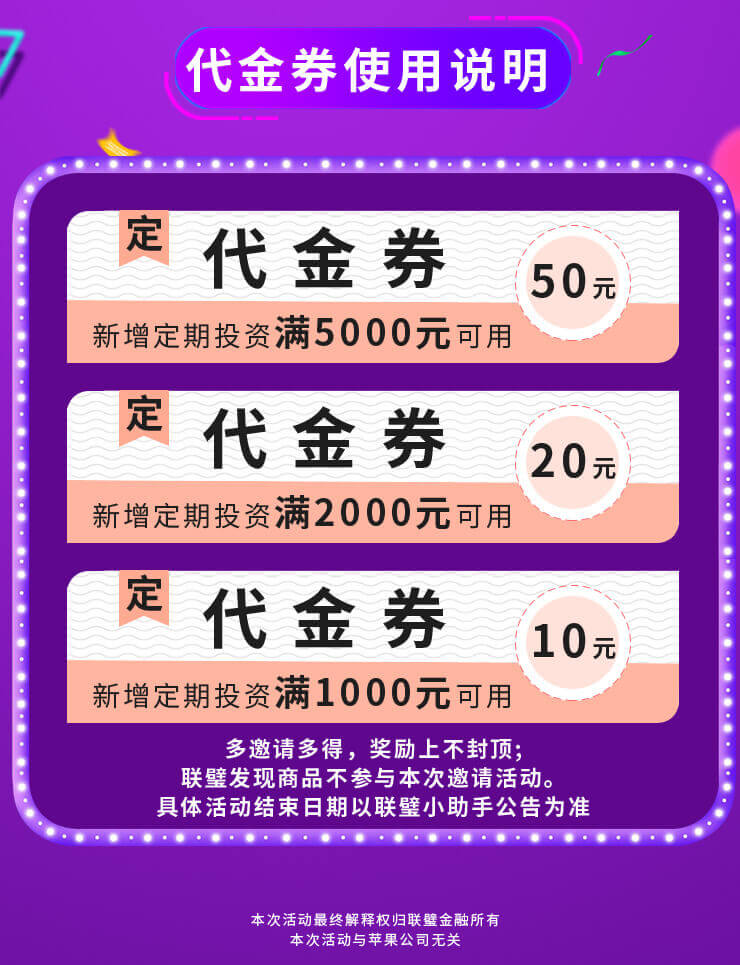 代金券使用说明
定
代金券
50元
新增定期投资满5000元可用
定
代金券
20元
新增定期投资满2000元可用
定
代金券
10元
新增定期投资满1000元可用
多邀请多得，奖励上不封顶；
联璧发现商品不参与本次邀请活动。
具体活动结束日期以联璧小助手公告为准
本次活动最终解释权归联璧金融所有
本次活动与苹果公司无关